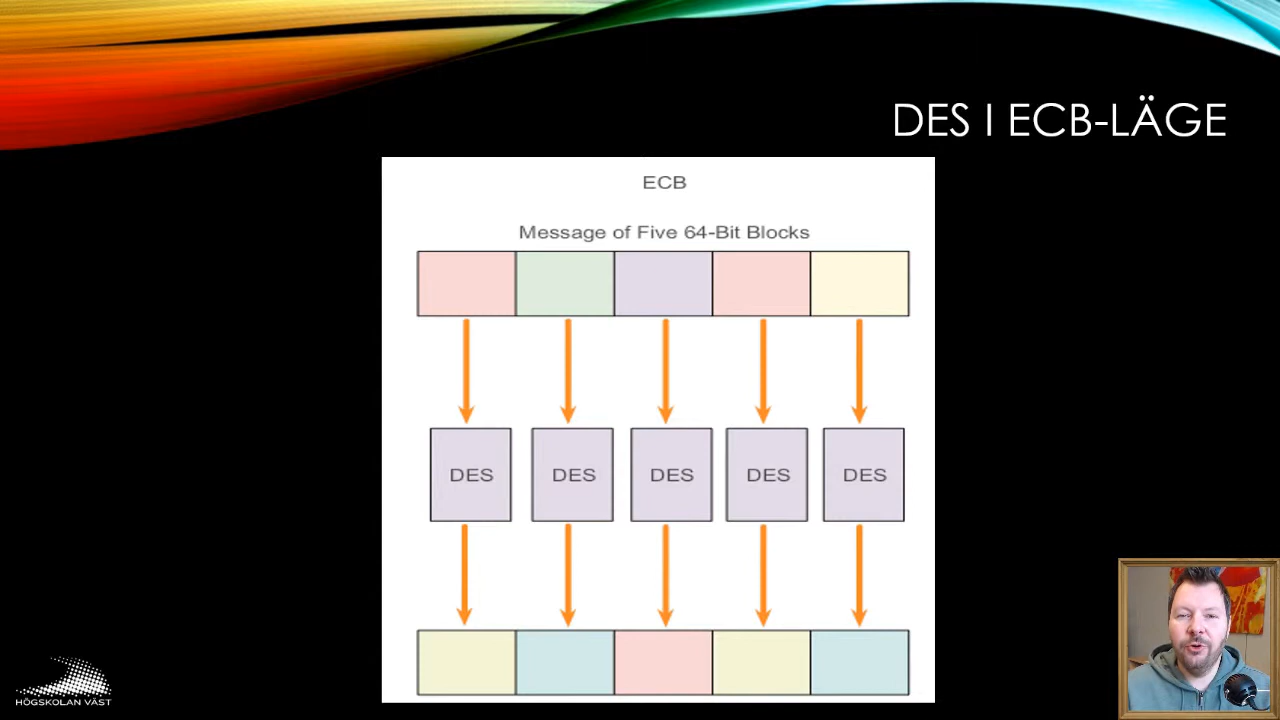 DES I ECB-LÄGE
ECB
Message of Five 64-Bit Blocks
DES DES DES DES DES
HÖGSKOLAN VÄST